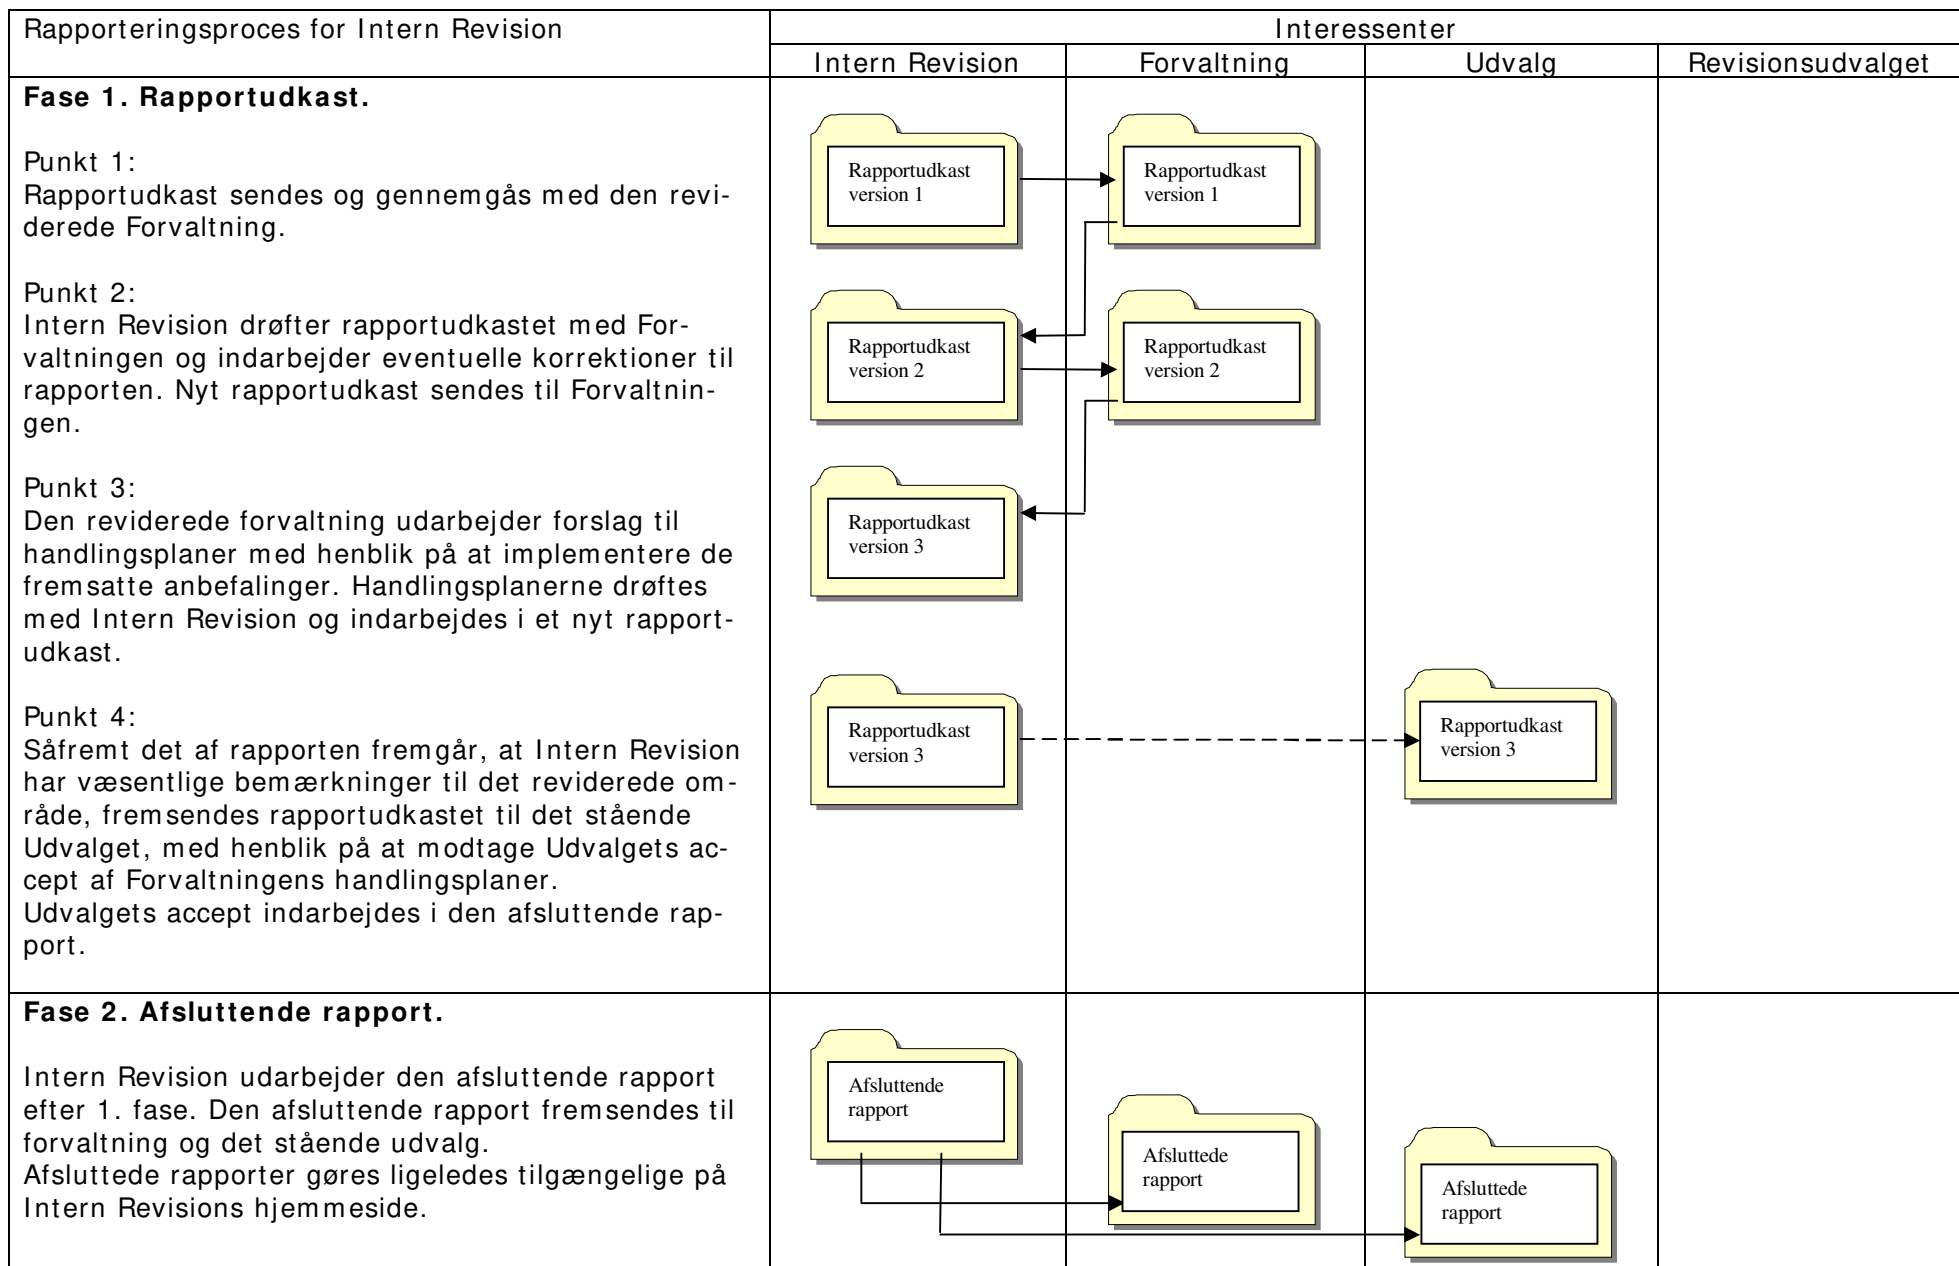 Rapporteringsproces for Intern Revision
Interessenter
Intern Revision
Forvaltning
Udvalg
Revisionsudvalget
Fase 1. Rapportudkast.
Punkt 1:
Rapportudkast sendes og gennemgås med den revi-
derede Forvaltning.
Punkt 2:
Intern Revision drøfter rapportudkastet med For-
valtningen og indarbejder eventuelle korrektioner til
rapporten. Nyt rapportudkast sendes til Forvaltnin-
gen.
Punkt 3:
Den reviderede forvaltning udarbejder forslag til
handlingsplaner med henblik på at implementere de
fremsatte anbefalinger. Handlingsplanerne drøftes
med Intern Revision og indarbejdes i et nyt rapport-
udkast.
Punkt 4:
Såfremt det af rapporten fremgår, at Intern Revision
har væsentlige bemærkninger til det reviderede om-
råde, fremsendes rapportudkastet til det stående
Udvalget, med henblik på at modtage Udvalgets ac-
cept af Forvaltningens handlingsplaner.
Udvalgets accept indarbejdes i den afsluttende rap-
port.
Rapportudkast
version 1
Rapportudkast
version 1
Rapportudkast
version 2
Rapportudkast
version 2
Rapportudkast
version 3
Rapportudkast
version 3
Rapportudkast
version 3
Fase 2. Afsluttende rapport.
Intern Revision udarbejder den afsluttende rapport
efter 1. fase. Den afsluttende rapport fremsendes til
forvaltning og det stående udvalg.
Afsluttede rapporter gøres ligeledes tilgængelige på
Intern Revisions hjemmeside.
Afsluttende
rapport
Afsluttede
rapport
Afsluttede
rapport